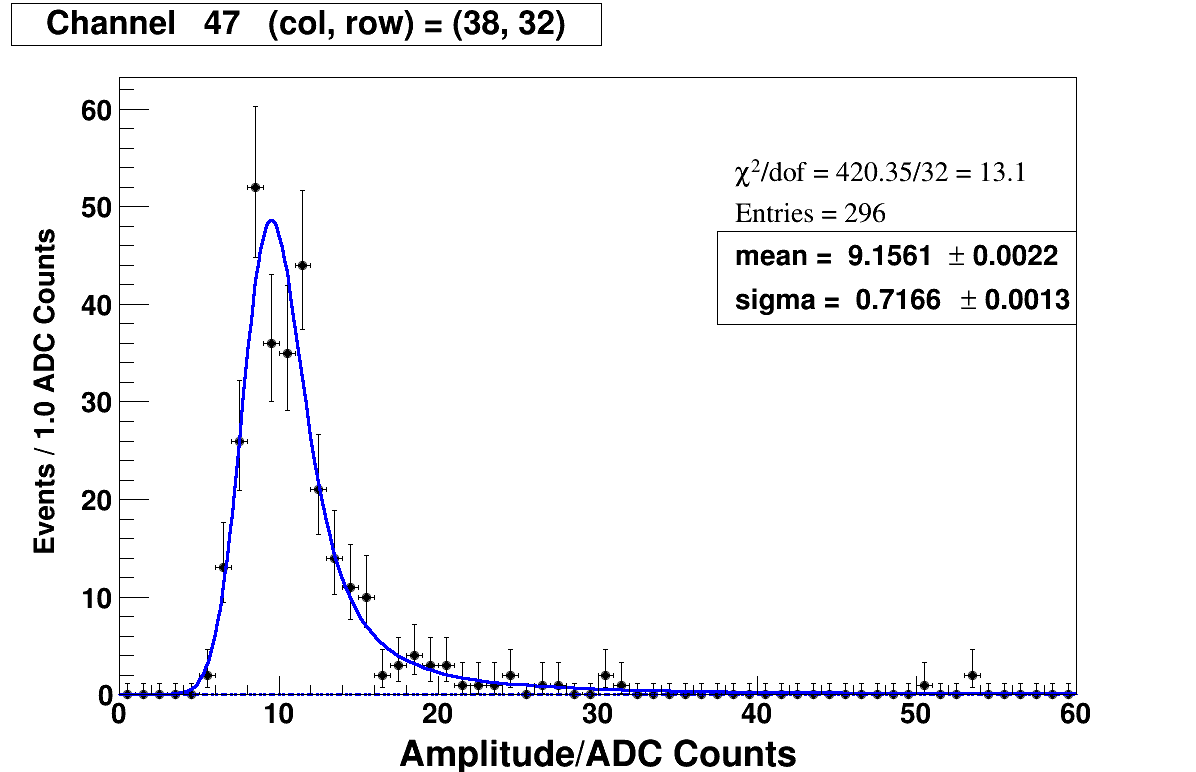 Channel 47 (col, row) = (38, 32)
χ²/dof = 420.35/32 = 13.1
Entries = 296
mean = 9.1561 ± 0.0022
sigma = 0.7166 ± 0.0013
Events / 1.0 ADC Counts
60
50
40
30
20
10
0
0 10 20 30 40 50 60
Amplitude/ADC Counts